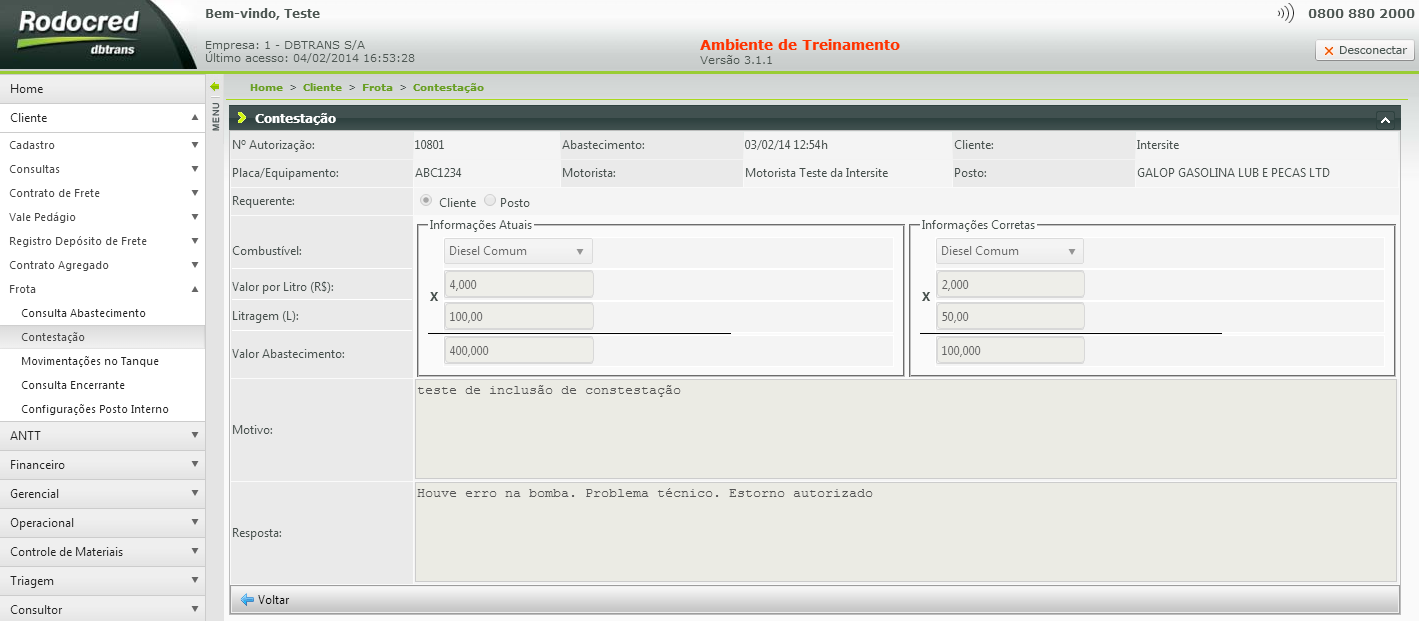 Rodocred
dbtrans
Bem-vindo, Teste
Empresa: 1 - DBTRANS S/A
Último acesso: 04/02/2014 16:53:28
Ambiente de Treinamento
Versão 3.1.1
0800 880 2000
Desconectar
Home
Cliente
Cadastro
Consultas
Contrato de Frete
Vale Pedágio
Registro Depósito de Frete
Contrato Agregado
Frota
Consulta Abastecimento
Contestação
Movimentações no Tanque
Consulta Encerrante
Configurações Posto Interno
ANTT
Financeiro
Gerencial
Operacional
Controle de Materiais
Triagem
Consultor
MENU
Home > Cliente > Frota > Contestação
Contestação
Nº Autorização: 10801 Abastecimento: 03/02/14 12:54h Cliente: Intersite
Placa/Equipamento: ABC1234 Motorista: Motorista Teste da Intersite Posto: GALOP GASOLINA LUB E PECAS LTD
Requerente: Cliente Posto
Informações Atuais Informações Corretas
Combustível: Diesel Comum Diesel Comum
Valor por Litro (R$): 4,000 2,000
X X
Litragem (L): 100,00 50,00
Valor Abastecimento: 400,000 100,000
Motivo: teste de inclusão de constestação
Resposta: Houve erro na bomba. Problema técnico. Estorno autorizado
Voltar